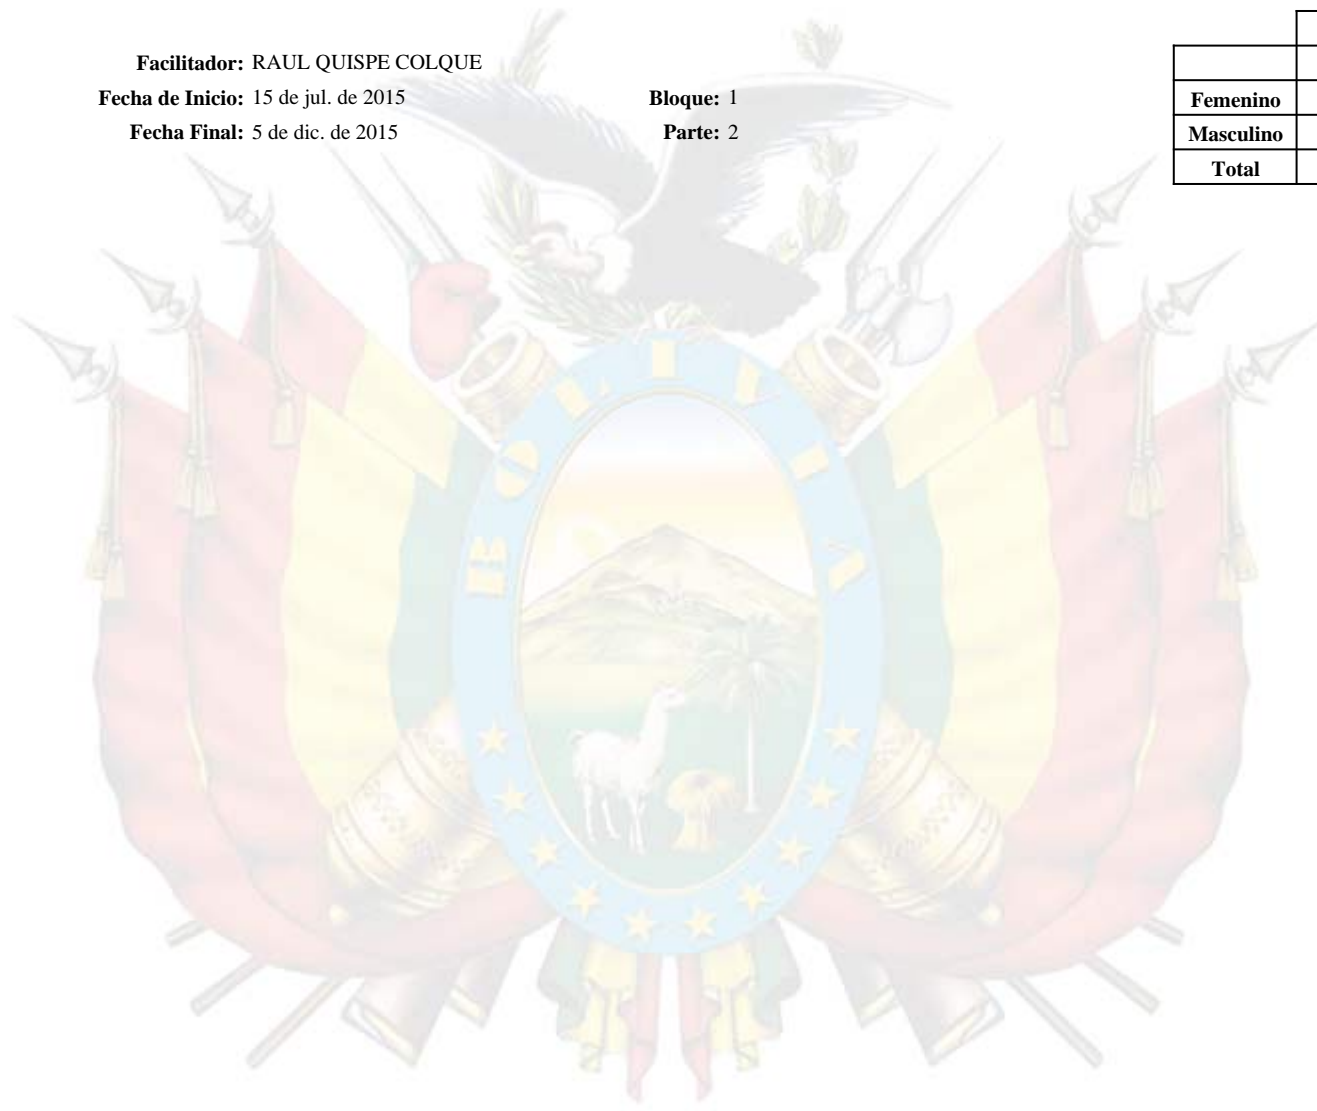 Facilitador: RAUL QUISPE COLQUE
Fecha de Inicio: 15 de jul. de 2015 Bloque: 1
Fecha Final: 5 de dic. de 2015 Parte: 2
Femenino
Masculino
Total
BOLIVIA